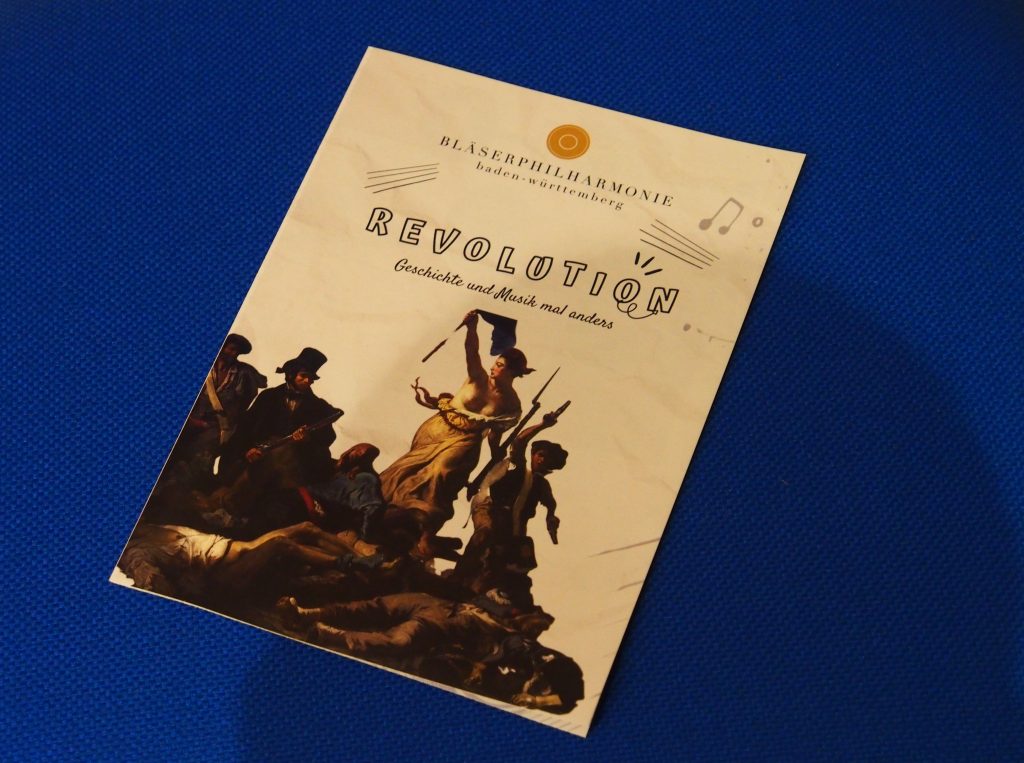 BLÄSERPHILHARMONIE
baden-württemberg
REVOLUTION
Geschichte und Musik mal anders